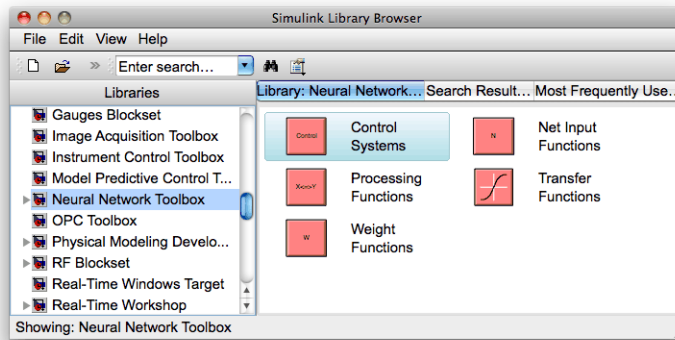 Simulink Library Browser
File Edit View Help
» Enter search...
Libraries
Library: Neural Network... Search Result... Most Frequently Use..
Gauges Blockset
Image Acquisition Toolbox
Instrument Control Toolbox
Model Predictive Control T...
Neural Network Toolbox
OPC Toolbox
Physical Modeling Develo...
RF Blockset
Real-Time Windows Target
Real-Time Workshop
Control
Control
Systems
N
Net Input
Functions
X<=>Y
Processing
Functions
Transfer
Functions
W
Weight
Functions
Showing: Neural Network Toolbox